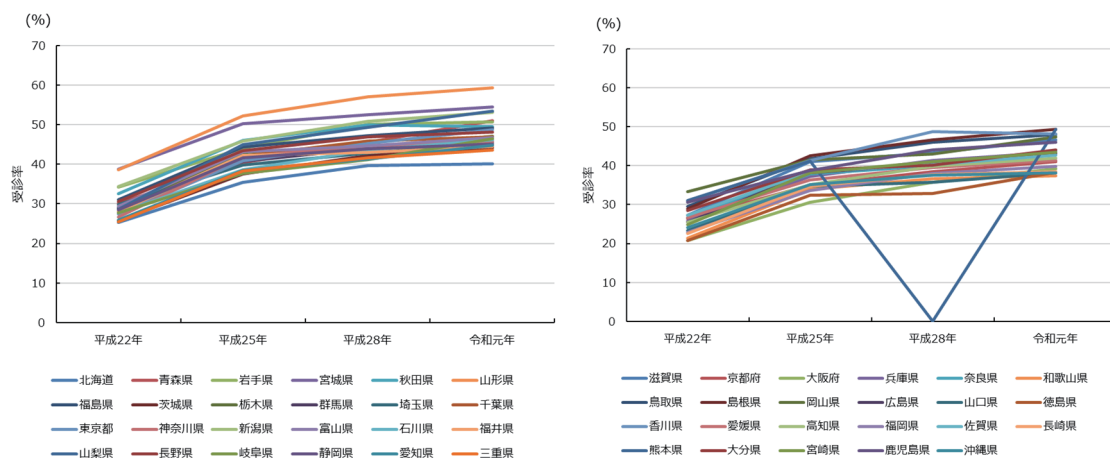 (%)
70
60
50
40
30
20
10
0
受診率
平成22年 平成25年 平成28年 令和元年
北海道 青森県 岩手県 宮城県 秋田県 山形県
福島県 茨城県 栃木県 群馬県 埼玉県 千葉県
東京都 神奈川県 新潟県 富山県 石川県 福井県
山梨県 長野県 岐阜県 静岡県 愛知県 三重県
(%)
70
60
50
40
30
20
10
0
受診率
平成22年 平成25年 平成28年 令和元年
滋賀県 京都府 大阪府 兵庫県 奈良県 和歌山県
鳥取県 島根県 岡山県 広島県 山口県 徳島県
香川県 愛媛県 高知県 福岡県 佐賀県 長崎県
熊本県 大分県 宮崎県 鹿児島県 沖縄県